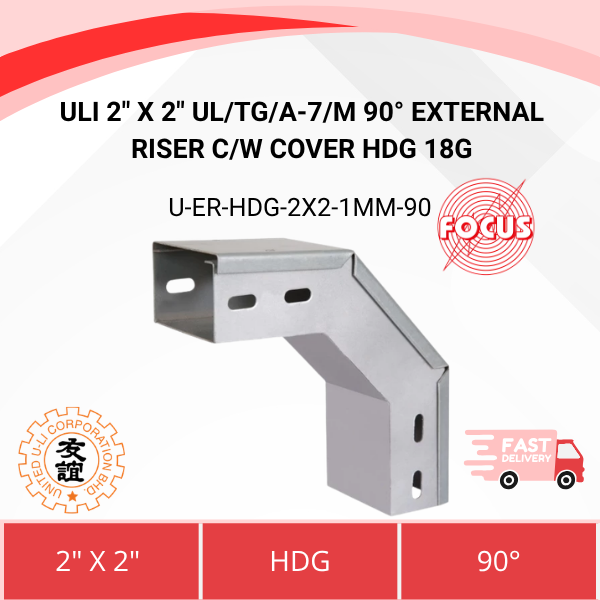 ULI 2" X 2" UL/TG/A-7/M 90° EXTERNAL
RISER C/W COVER HDG 18G
U-ER-HDG-2X2-1MM-90
FOCUS
UNITED U-LI CORPORATION BHD
友
誼
FAST
DELIVERY
2" X 2"
HDG
90°